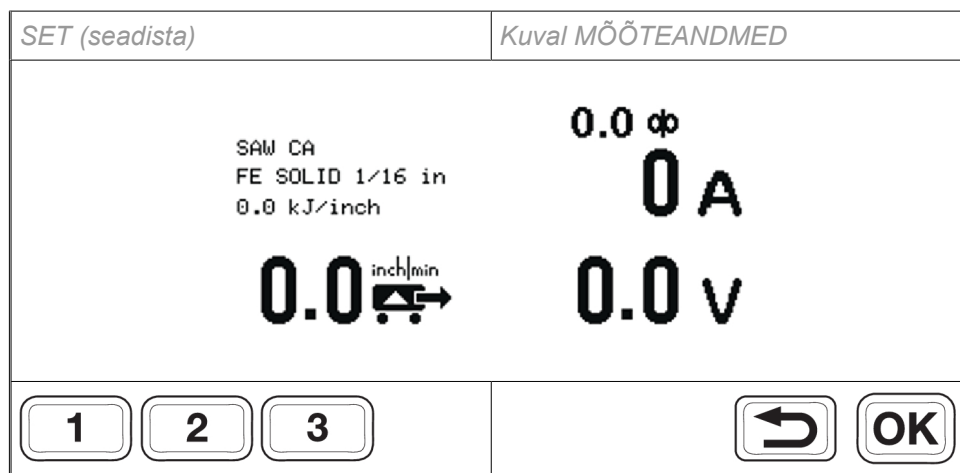 SET (seadista)
Kuval MÕÕTEANDMED
SAW CA
FE SOLID 1/16 in
0.0 kJ/inch
0.0 inch|min
0.0
0 A
0.0 V
1 2 3
OK